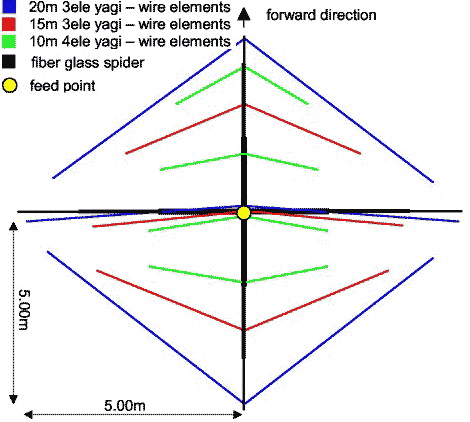 20m 3ele yagi – wire elements
forward direction
15m 3ele yagi – wire elements
10m 4ele yagi – wire elements
fiber glass spider
feed point
5.00m
5.00m